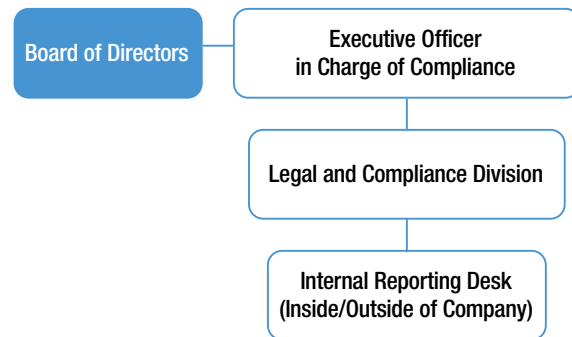 Board of Directors
Executive Officer
in Charge of Compliance
Legal and Compliance Division
Internal Reporting Desk
(Inside/Outside of Company)